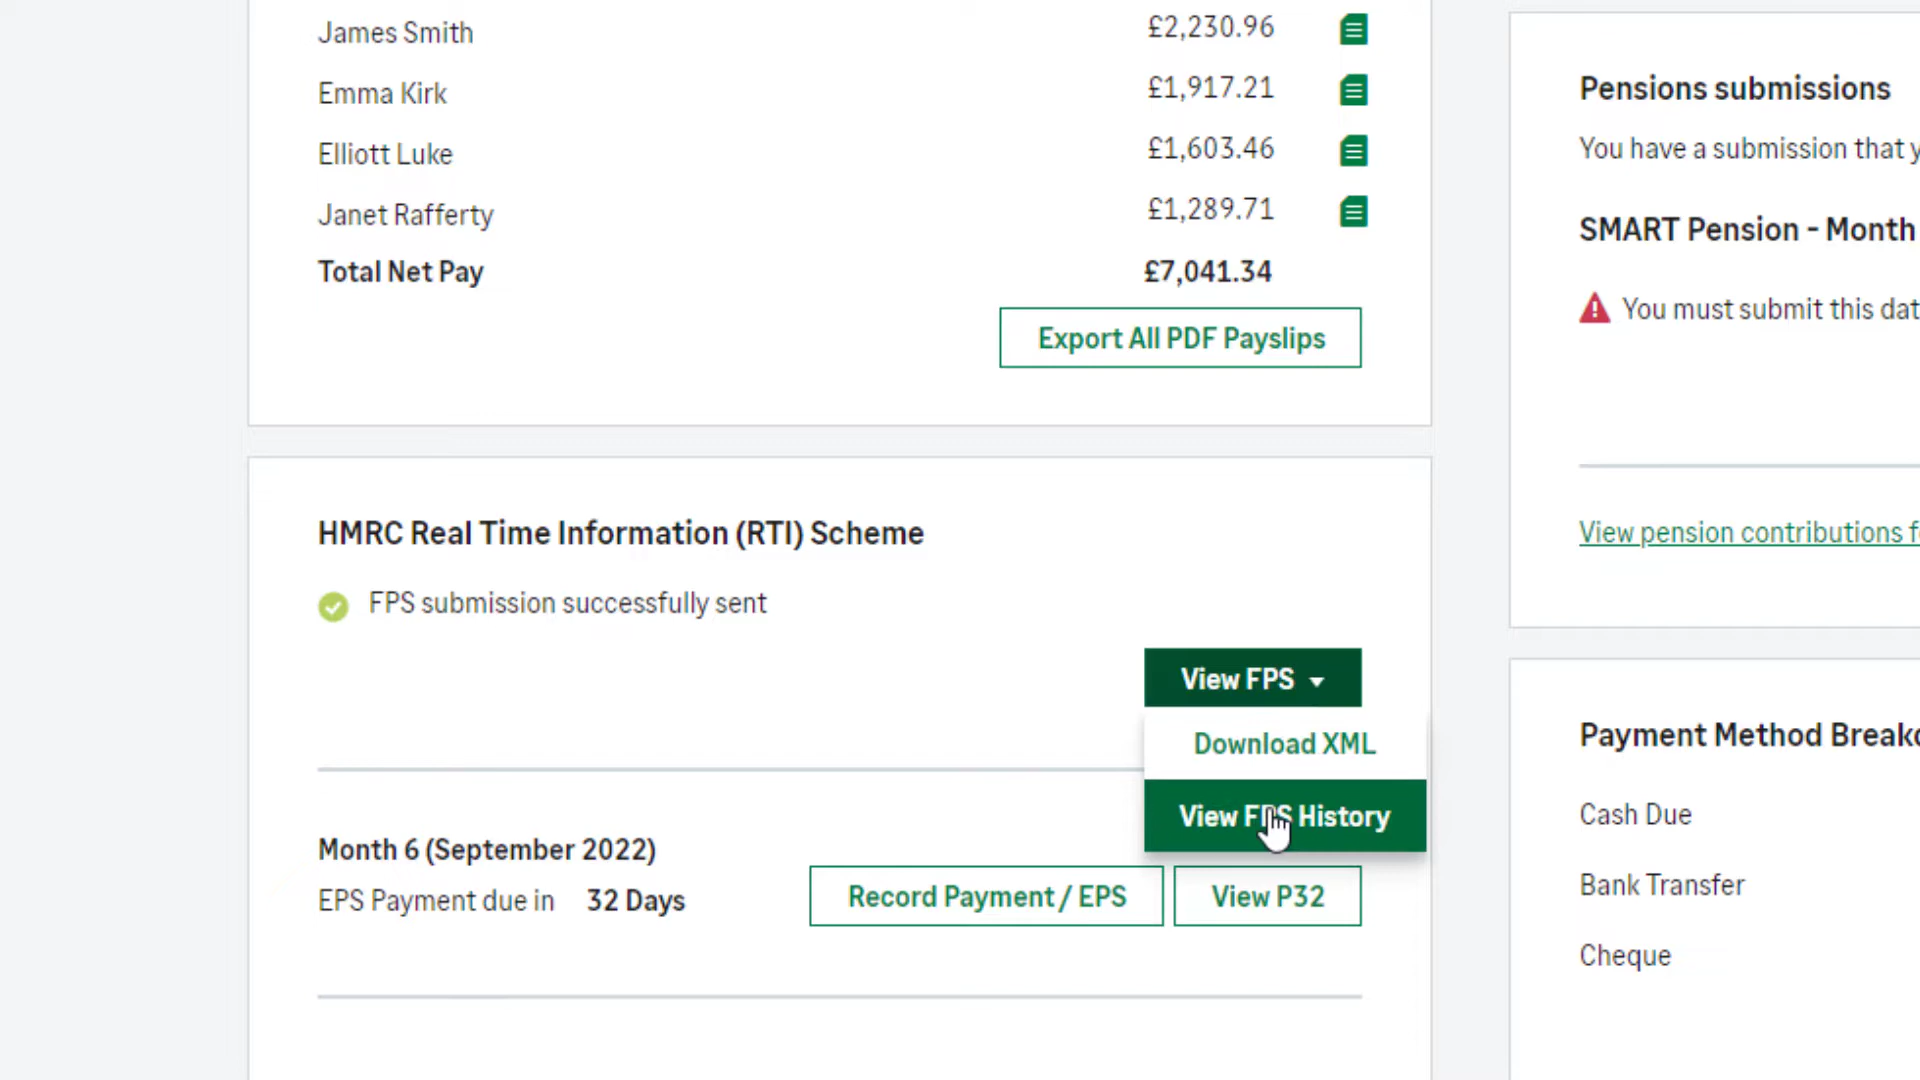 James Smith £2,230.96
Emma Kirk £1,917.21
Elliott Luke £1,603.46
Janet Rafferty £1,289.71
Total Net Pay £7,041.34
Export All PDF Payslips
HMRC Real Time Information (RTI) Scheme
FPS submission successfully sent
View FPS
Download XML
View FPS History
Month 6 (September 2022)
EPS Payment due in 32 Days
Record Payment / EPS
View P32
Pensions submissions
You have a submission that
SMART Pension - Month
You must submit this
View pension contributions
Payment Method
Cash Due
Bank Transfer
Cheque